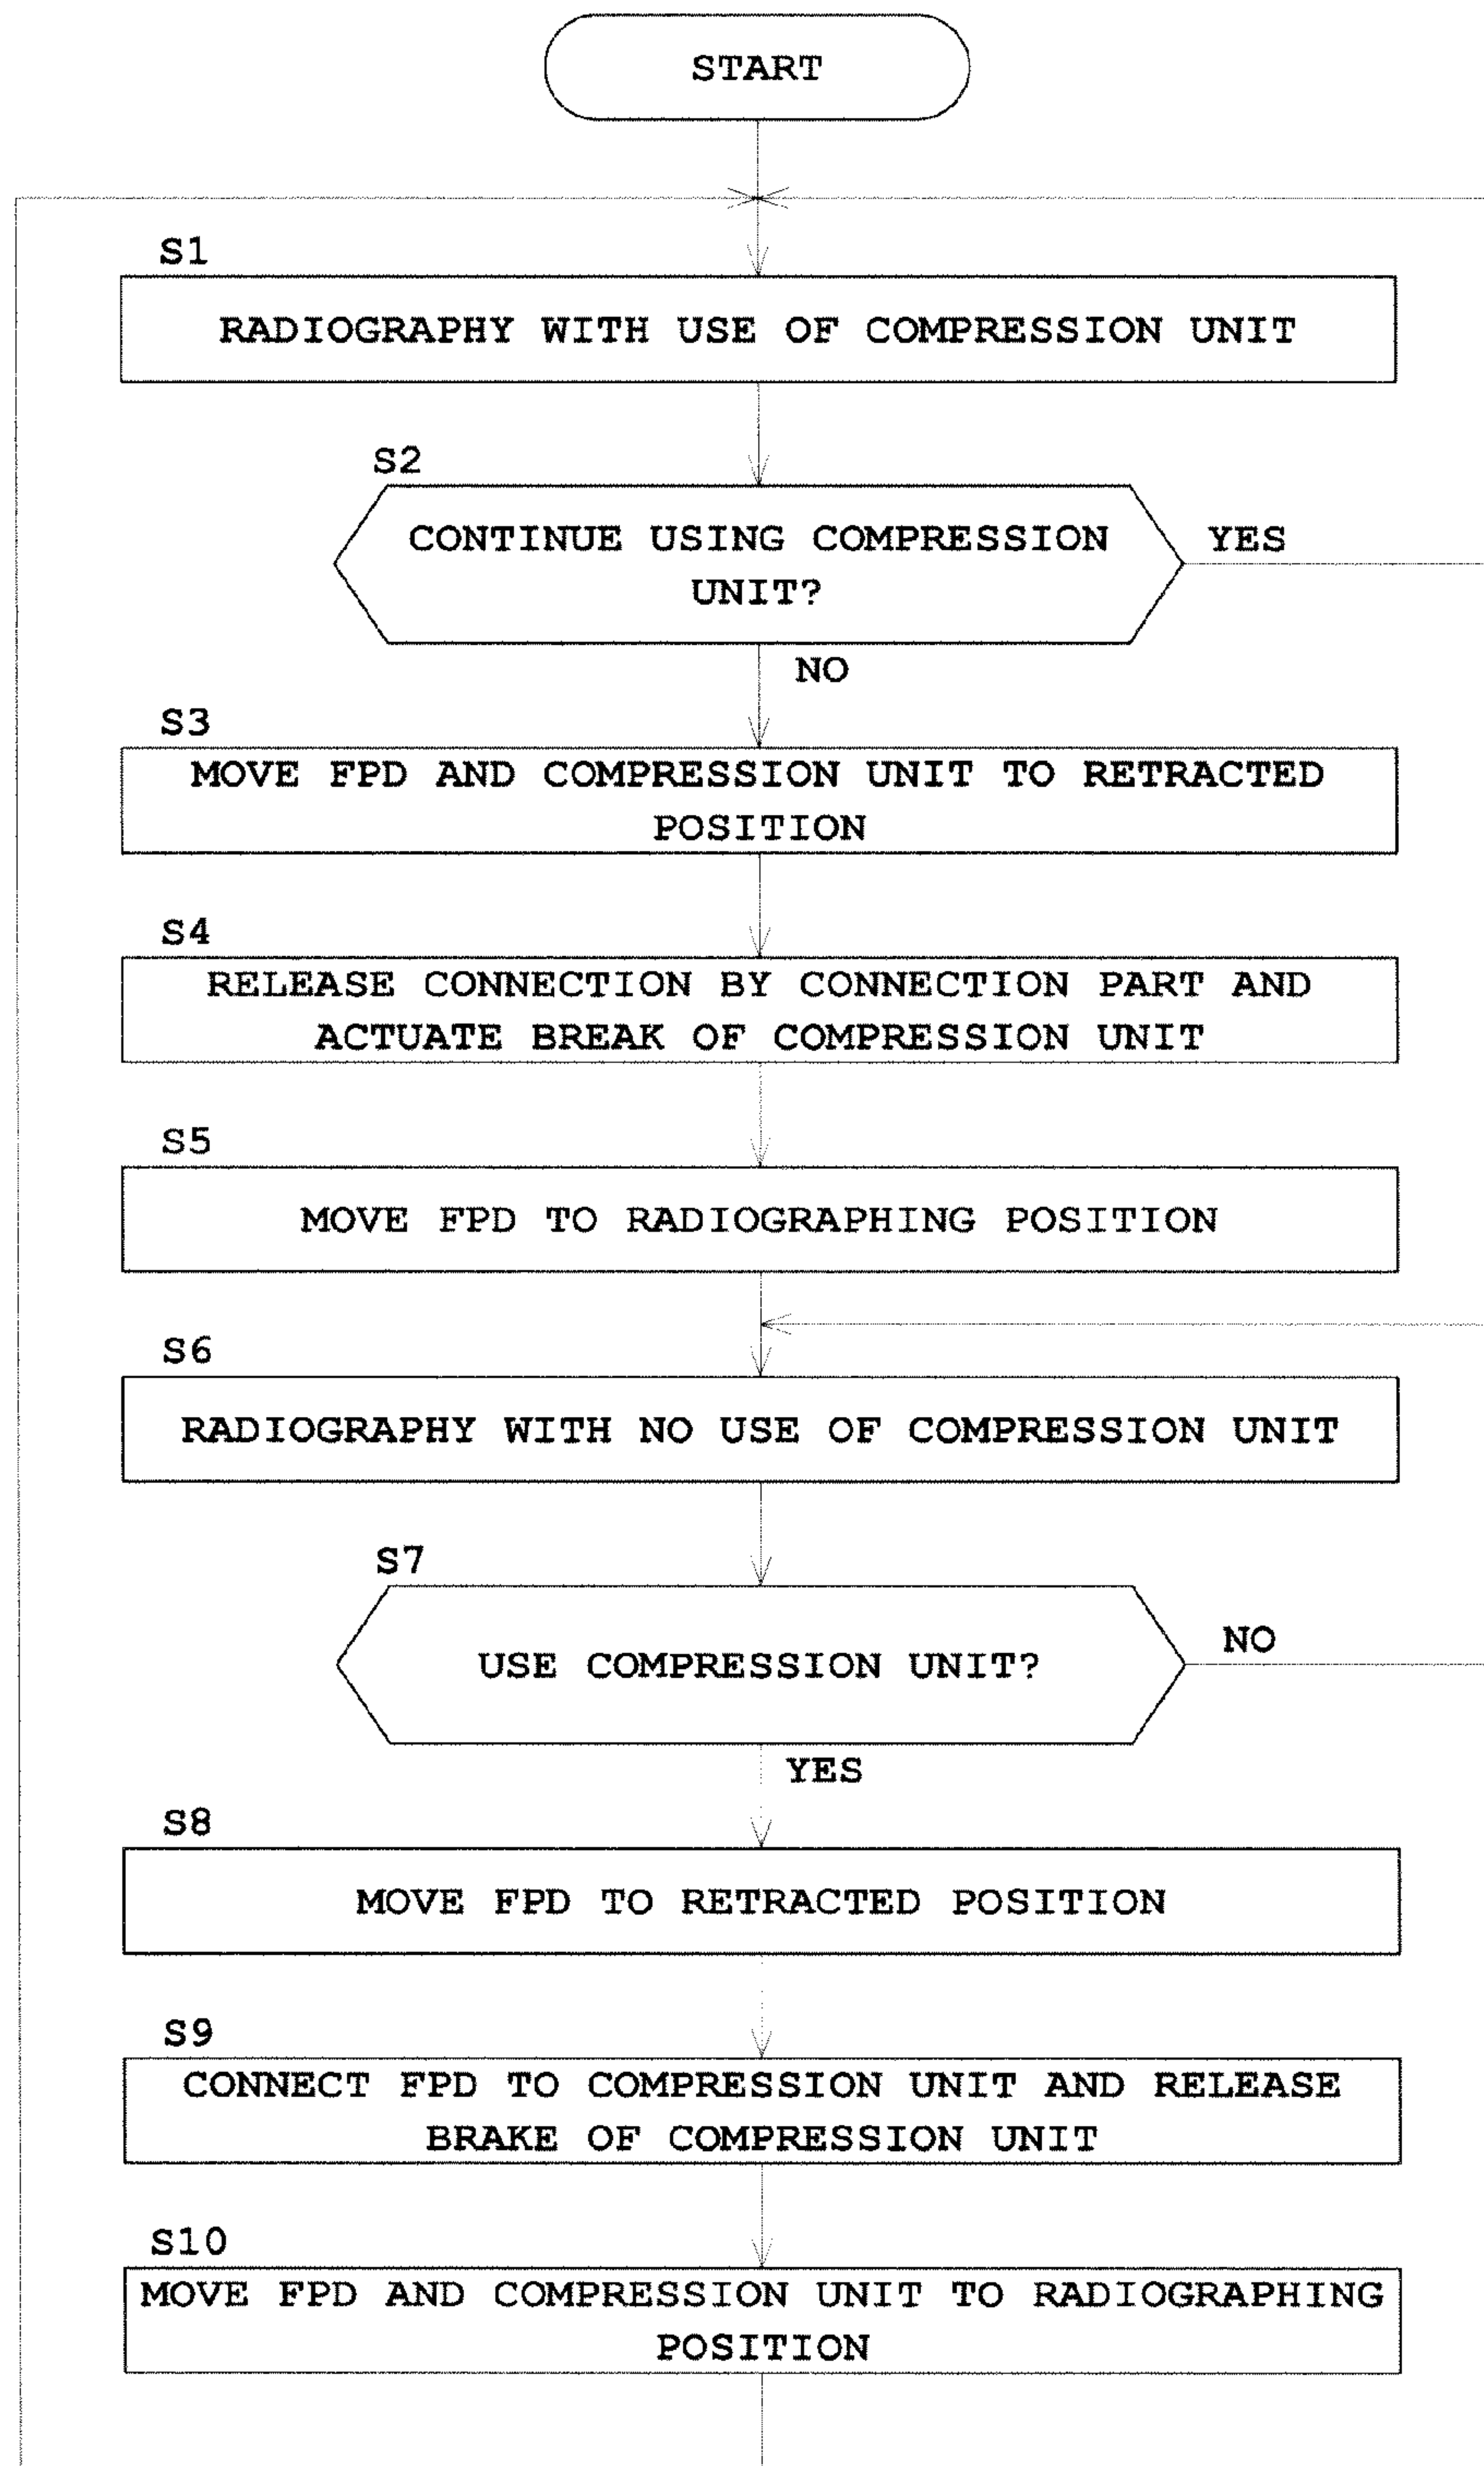 START
S1
RADIOGRAPHY WITH USE OF COMPRESSION UNIT
S2
CONTINUE USING COMPRESSION
UNIT?
YES
NO
S3
MOVE FPD AND COMPRESSION UNIT TO RETRACTED
POSITION
S4
RELEASE CONNECTION BY CONNECTION PART AND
ACTUATE BREAK OF COMPRESSION UNIT
S5
MOVE FPD TO RADIOGRAPHING POSITION
S6
RADIOGRAPHY WITH NO USE OF COMPRESSION UNIT
S7
USE COMPRESSION UNIT?
NO
YES
S8
MOVE FPD TO RETRACTED POSITION
S9
CONNECT FPD TO COMPRESSION UNIT AND RELEASE
BRAKE OF COMPRESSION UNIT
S10
MOVE FPD AND COMPRESSION UNIT TO RADIOGRAPHING
POSITION